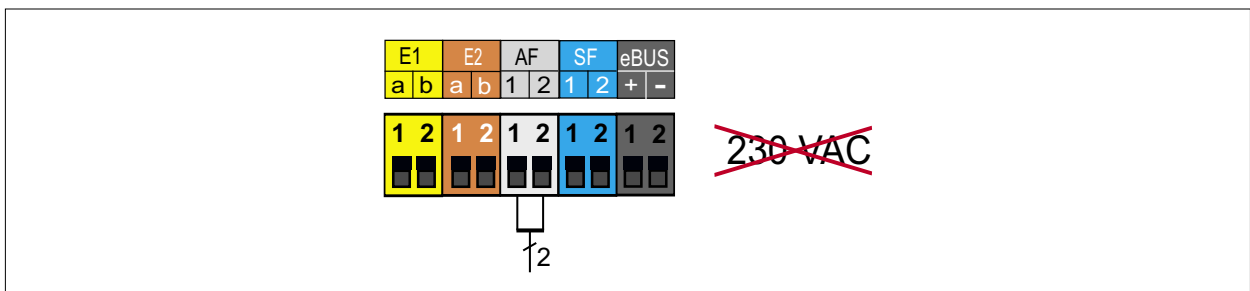 E1 E2 AF SF eBUS
a b a b 1 2 1 2 + -
1 2 1 2 1 2 1 2 1 2
230 VAC
2